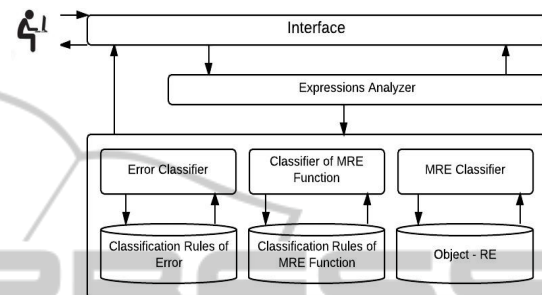 Interface
Expressions Analyzer
Error Classifier
Classifier of MRE
Function
MRE Classifier
Classification Rules of
Error
Classification Rules of
MRE Function
Object - RE